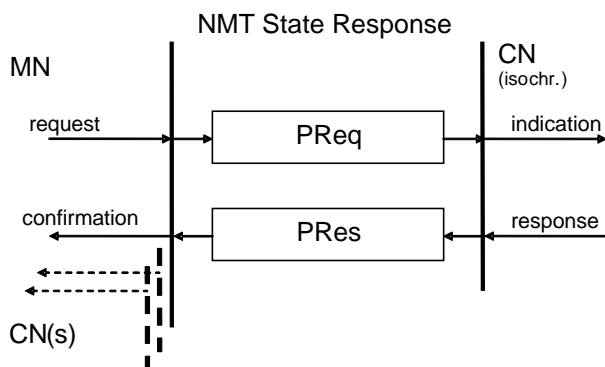 NMT State Response
MN
CN
(isochr.)
request
PReq
indication
confirmation
PRes
response
CN(s)